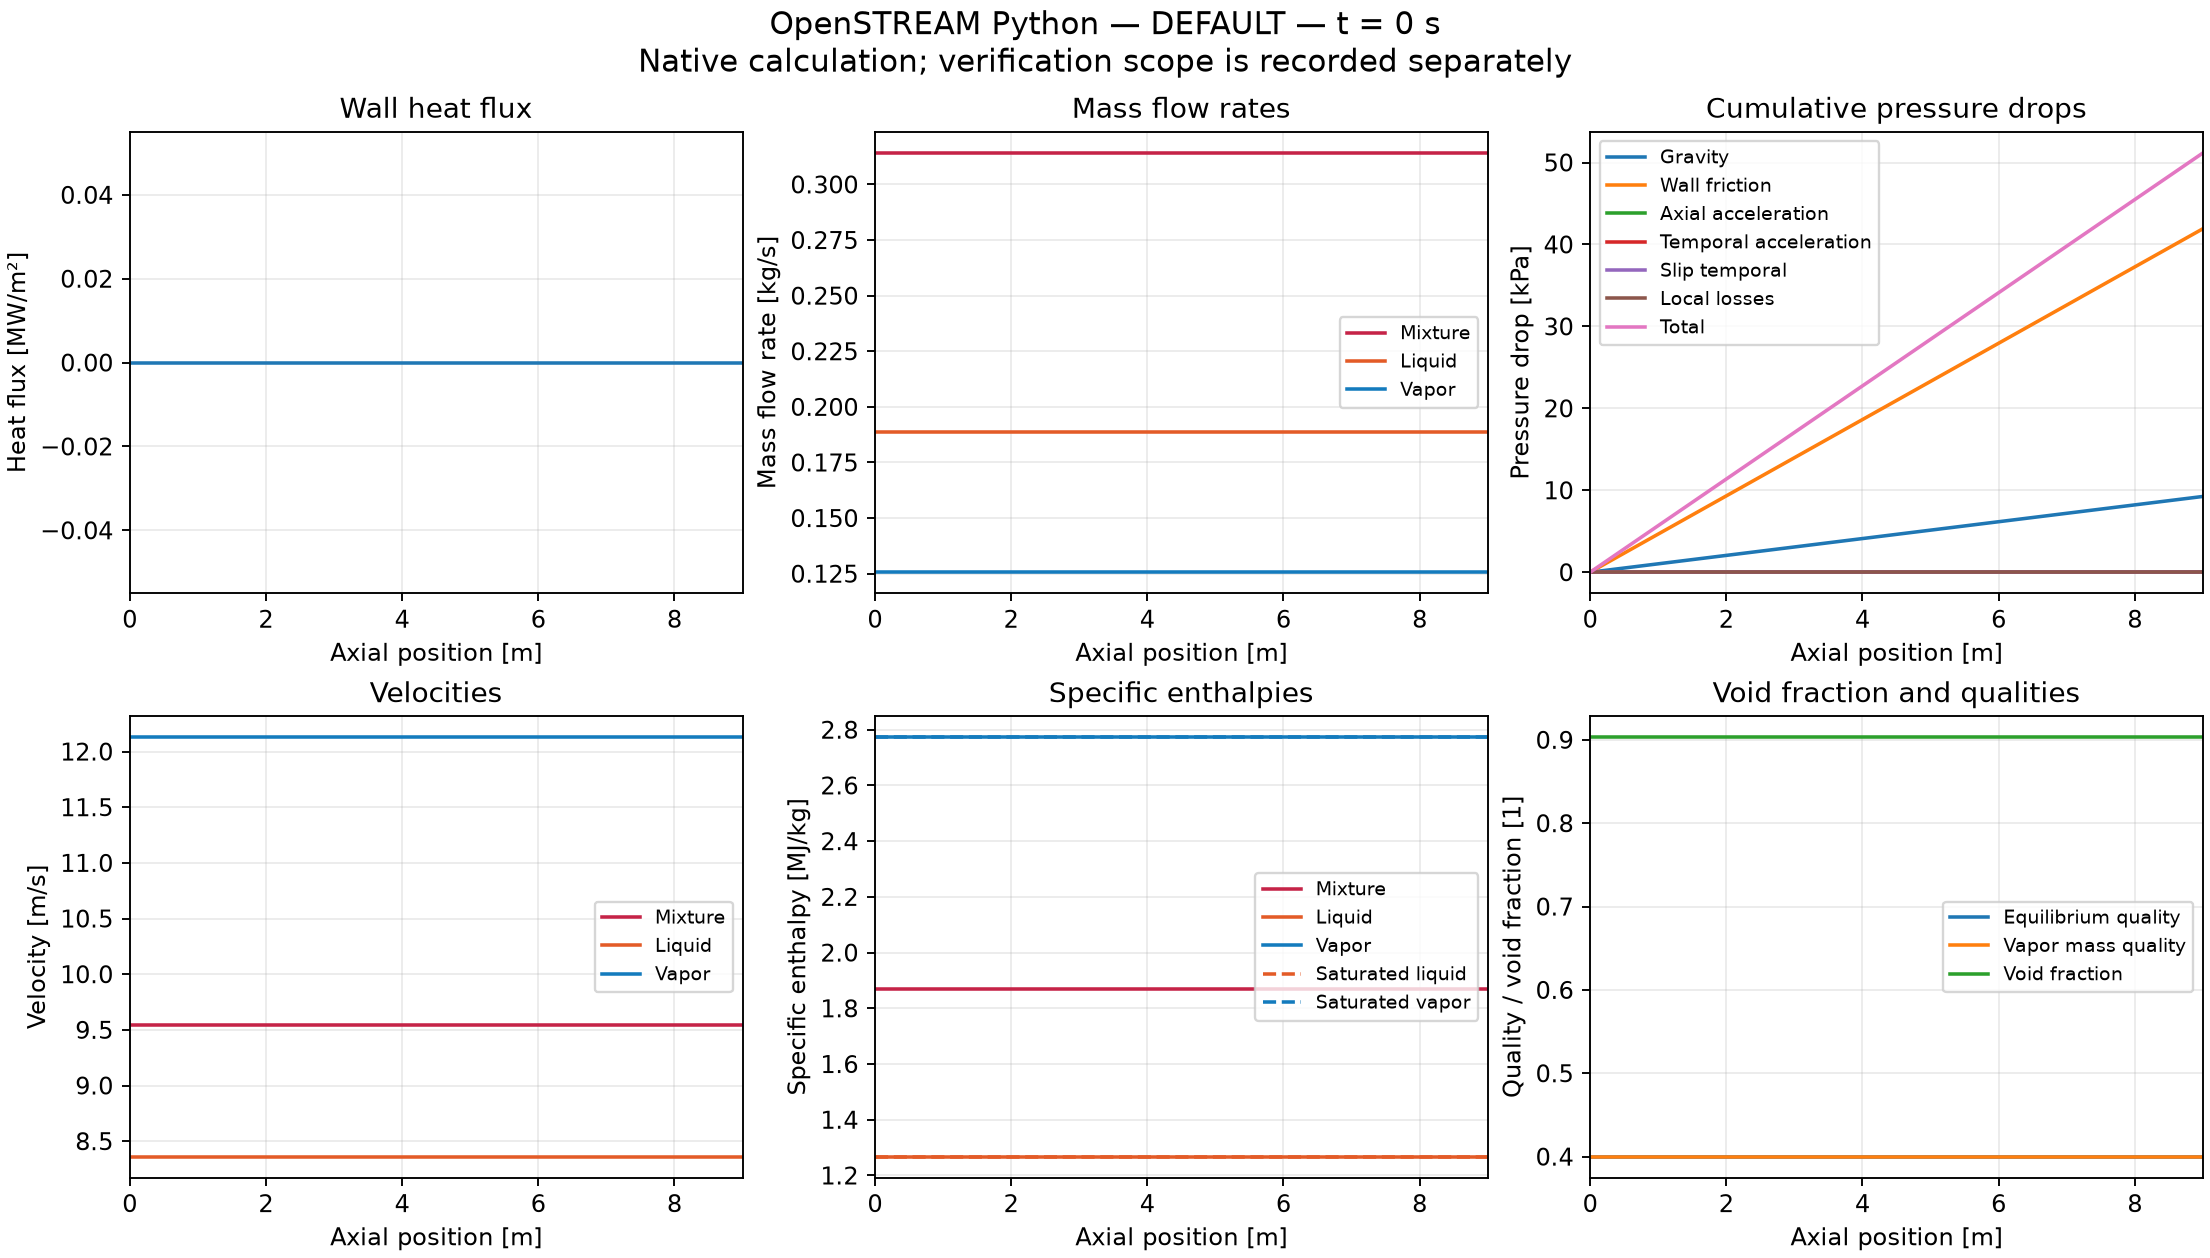 OpenSTREAM Python — DEFAULT — t = 0 s
Native calculation; verification scope is recorded separately
Wall heat flux
Heat flux [MW/m²]
0.04
0.02
0.00
−0.02
−0.04
0 2 4 6 8
Axial position [m]
Mass flow rates
Mass flow rate [kg/s]
0.300
0.275
0.250
0.225
0.200
0.175
0.150
0.125
Mixture
Liquid
Vapor
0 2 4 6 8
Axial position [m]
Cumulative pressure drops
Pressure drop [kPa]
50
40
30
20
10
0
Gravity
Wall friction
Axial acceleration
Temporal acceleration
Slip temporal
Local losses
Total
0 2 4 6 8
Axial position [m]
Velocities
Velocity [m/s]
12.0
11.5
11.0
10.5
10.0
9.5
9.0
8.5
Mixture
Liquid
Vapor
0 2 4 6 8
Axial position [m]
Specific enthalpies
Specific enthalpy [MJ/kg]
2.8
2.6
2.4
2.2
2.0
1.8
1.6
1.4
1.2
Mixture
Liquid
Vapor
Saturated liquid
Saturated vapor
0 2 4 6 8
Axial position [m]
Void fraction and qualities
Quality / void fraction [1]
0.9
0.8
0.7
0.6
0.5
0.4
Equilibrium quality
Vapor mass quality
Void fraction
0 2 4 6 8
Axial position [m]